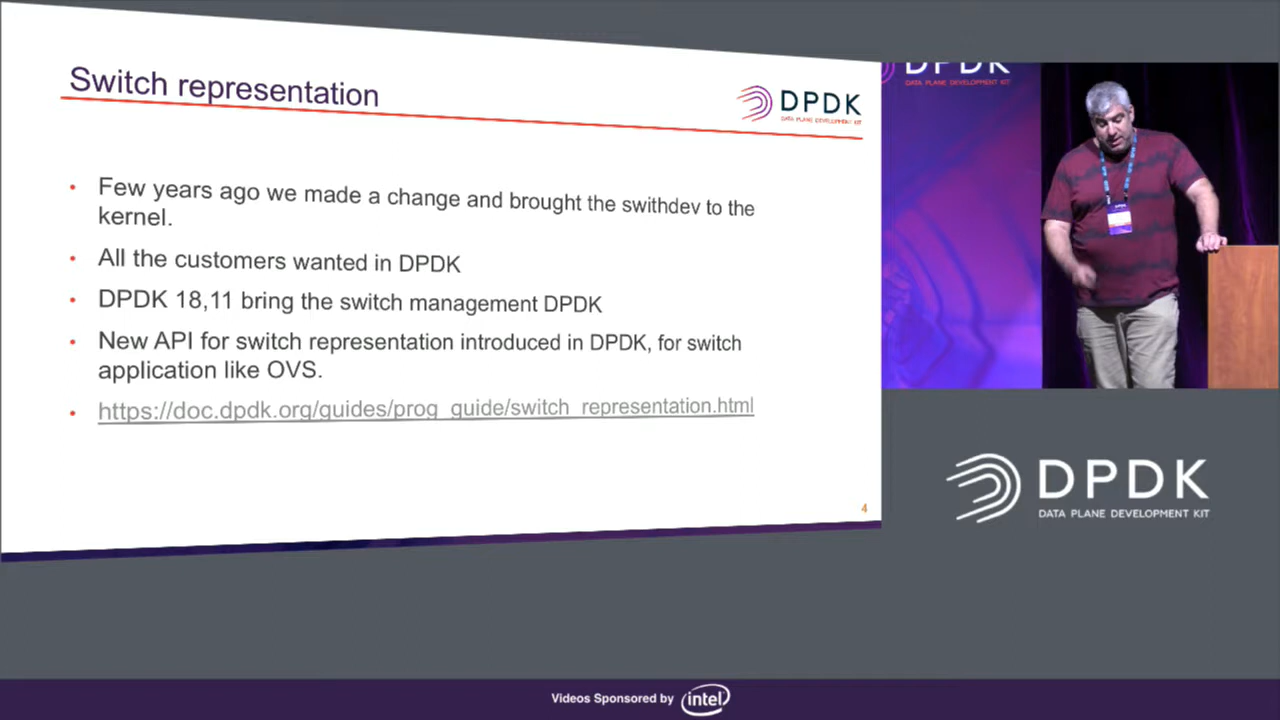 Switch representation
DPDK
DATA PLANE DEVELOPMENT KIT
• Few years ago we made a change and brought the swithdev to the
kernel.
• All the customers wanted in DPDK
• DPDK 18,11 bring the switch management DPDK
• New API for switch representation introduced in DPDK, for switch
application like OVS.
• https://doc.dpdk.org/guides/prog_guide/switch_representation.html
4
DPDK
DATA PLANE DEVELOPMENT KIT
DPDK
DPDK
DATA PLANE DEVELOPMENT KIT
Videos Sponsored by intel